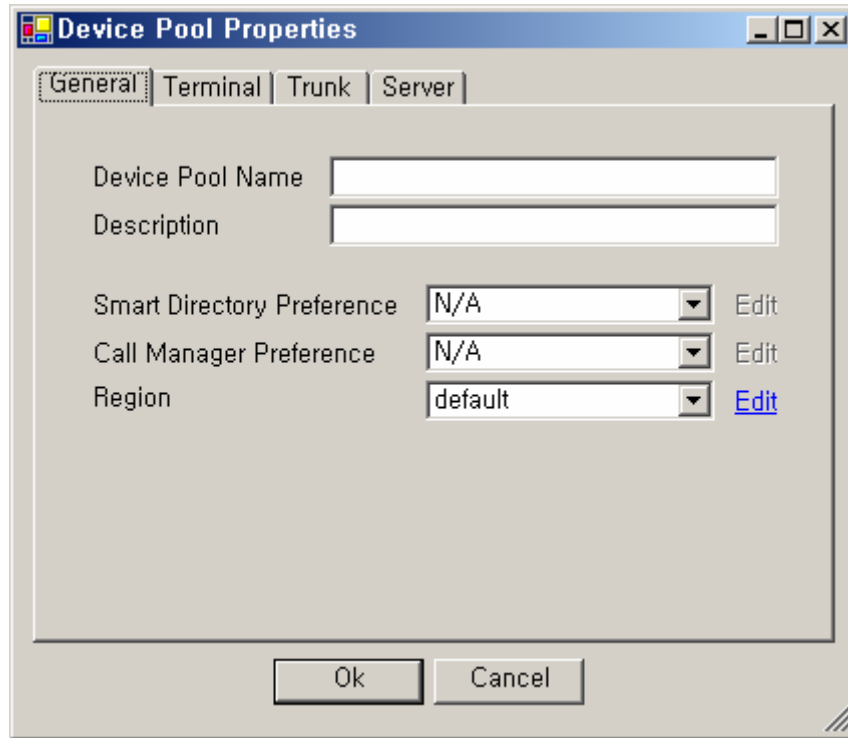 Device Pool Properties
General Terminal Trunk Server
Device Pool Name
Description
Smart Directory Preference N/A Edit
Call Manager Preference N/A Edit
Region default Edit
Ok Cancel